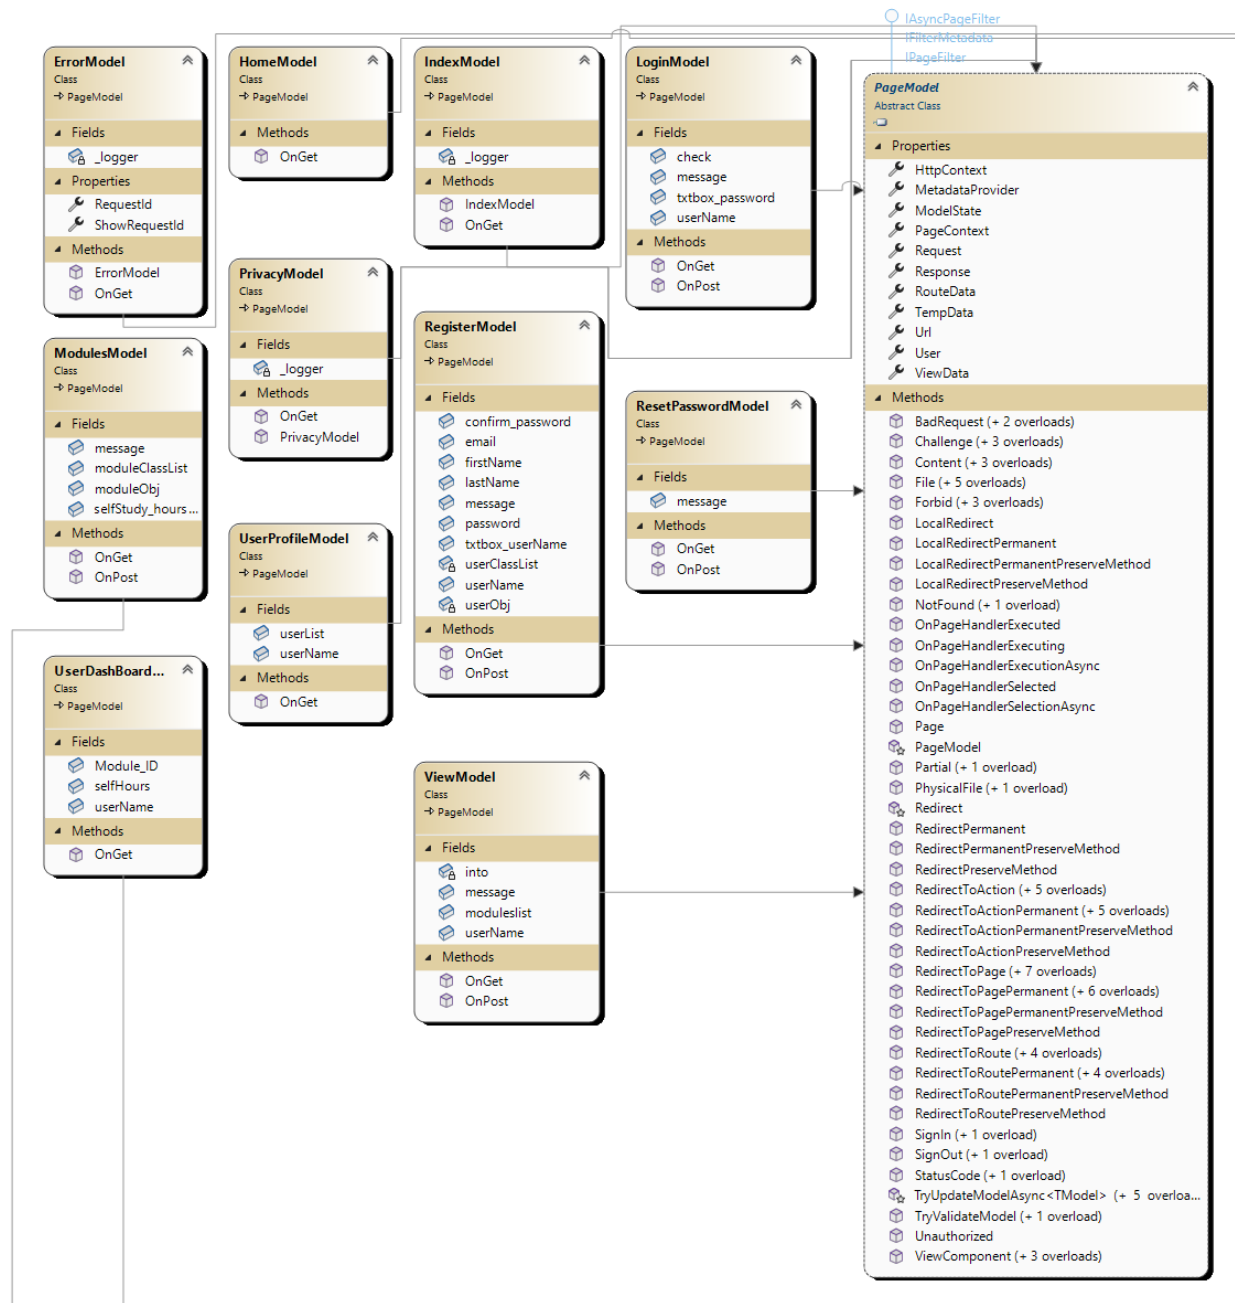 IAsyncPageFilter
IFilterMetadata
IPageFilter
ErrorModel
Class
PageModel
Fields
_logger
Properties
RequestId
ShowRequestId
Methods
ErrorModel
OnGet
HomeModel
Class
PageModel
Methods
OnGet
IndexModel
Class
PageModel
Fields
_logger
Methods
IndexModel
OnGet
LoginModel
Class
PageModel
Fields
check
message
txtbox_password
userName
Methods
OnGet
OnPost
PrivacyModel
Class
PageModel
Fields
_logger
Methods
OnGet
PrivacyModel
ModulesModel
Class
PageModel
Fields
message
moduleClassList
moduleObj
selfStudy_hours...
Methods
OnGet
OnPost
RegisterModel
Class
PageModel
Fields
confirm_password
email
firstName
lastName
message
password
txtbox_userName
userClassList
userName
userObj
Methods
OnGet
OnPost
ResetPasswordModel
Class
PageModel
Fields
message
Methods
OnGet
OnPost
UserProfileModel
Class
PageModel
Fields
userList
userName
Methods
OnGet
UserDashBoard...
Class
PageModel
Fields
Module_ID
selfHours
userName
Methods
OnGet
ViewModel
Class
PageModel
Fields
into
message
moduleslist
userName
Methods
OnGet
OnPost
PageModel
Abstract Class
Properties
HttpContext
MetadataProvider
ModelState
PageContext
Request
Response
RouteData
TempData
Url
User
ViewData
Methods
BadRequest (+ 2 overloads)
Challenge (+ 3 overloads)
Content (+ 3 overloads)
File (+ 5 overloads)
Forbid (+ 3 overloads)
LocalRedirect
LocalRedirectPermanent
LocalRedirectPermanentPreserveMethod
LocalRedirectPreserveMethod
NotFound (+ 1 overload)
OnPageHandlerExecuted
OnPageHandlerExecuting
OnPageHandlerExecutionAsync
OnPageHandlerSelected
OnPageHandlerSelectionAsync
Page
PageModel
Partial (+ 1 overload)
PhysicalFile (+ 1 overload)
Redirect
RedirectPermanent
RedirectPermanentPreserveMethod
RedirectPreserveMethod
RedirectToAction (+ 5 overloads)
RedirectToActionPermanent (+ 5 overloads)
RedirectToActionPermanentPreserveMethod
RedirectToActionPreserveMethod
RedirectToPage (+ 7 overloads)
RedirectToPagePermanent (+ 6 overloads)
RedirectToPagePermanentPreserveMethod
RedirectToPagePreserveMethod
RedirectToRoute (+ 4 overloads)
RedirectToRoutePermanent (+ 4 overloads)
RedirectToRoutePermanentPreserveMethod
RedirectToRoutePreserveMethod
SignIn (+ 1 overload)
SignOut (+ 1 overload)
StatusCode (+ 1 overload)
TryUpdateModelAsync<TModel> (+ 5 overloa...
TryValidateModel (+ 1 overload)
Unauthorized
ViewComponent (+ 3 overloads)